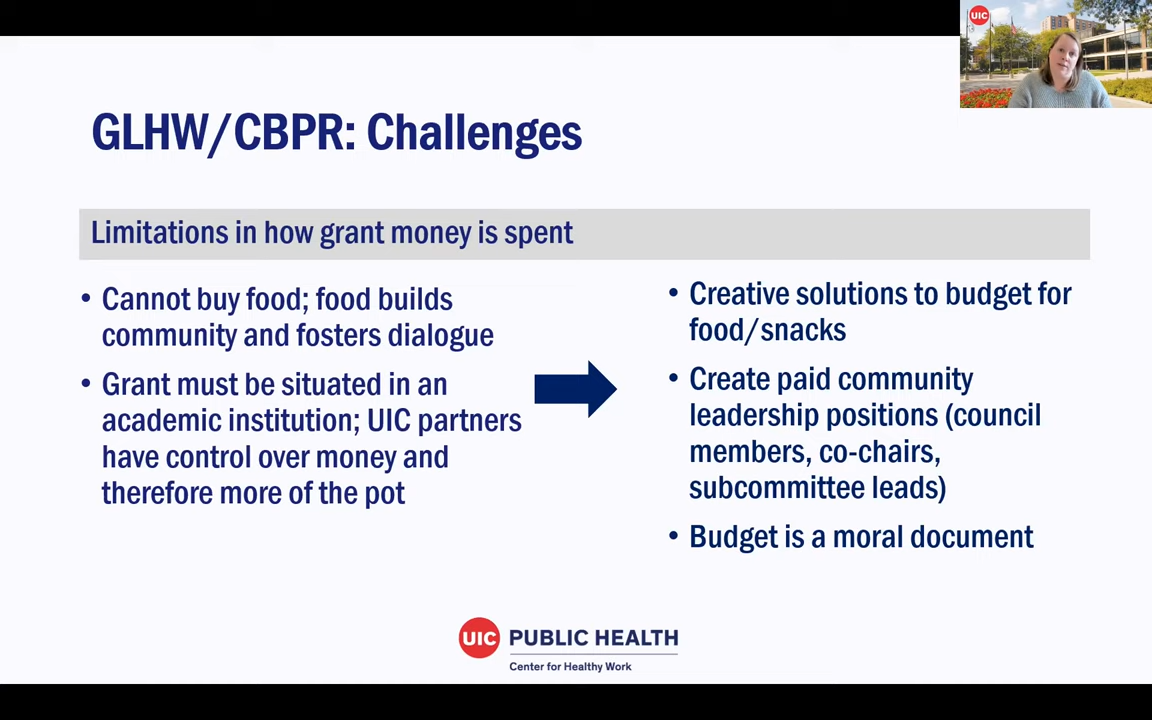 UIC
GLHW/CBPR: Challenges
Limitations in how grant money is spent
• Cannot buy food; food builds
community and fosters dialogue
• Grant must be situated in an
academic institution; UIC partners
have control over money and
therefore more of the pot
• Creative solutions to budget for
food/snacks
• Create paid community
leadership positions (council
members, co-chairs,
subcommittee leads)
• Budget is a moral document
UIC PUBLIC HEALTH
Center for Healthy Work